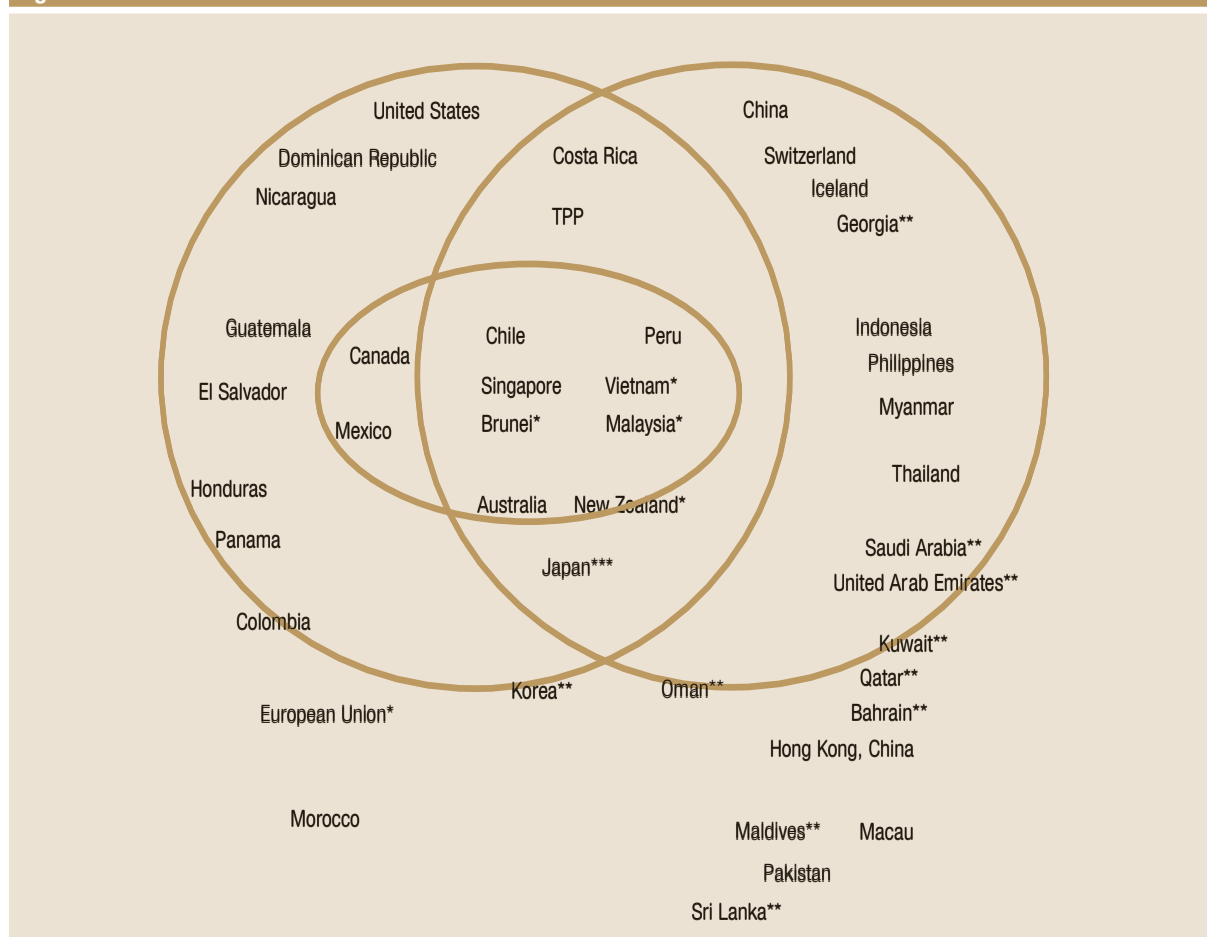 United States
China
Dominican Republic
Costa Rica
Switzerland
Nicaragua
Iceland
TPP
Georgia**
Guatemala
Canada
Chile
Peru
Indonesia
Philippines
El Salvador
Singapore
Vietnam*
Myanmar
Mexico
Brunei*
Malaysia*
Thailand
Honduras
Australia
New Zealand*
Panama
Japan***
Saudi Arabia**
United Arab Emirates**
Colombia
Kuwait**
Korea**
Oman**
Qatar**
European Union*
Bahrain**
Hong Kong, China
Morocco
Maldives**
Macau
Pakistan
Sri Lanka**